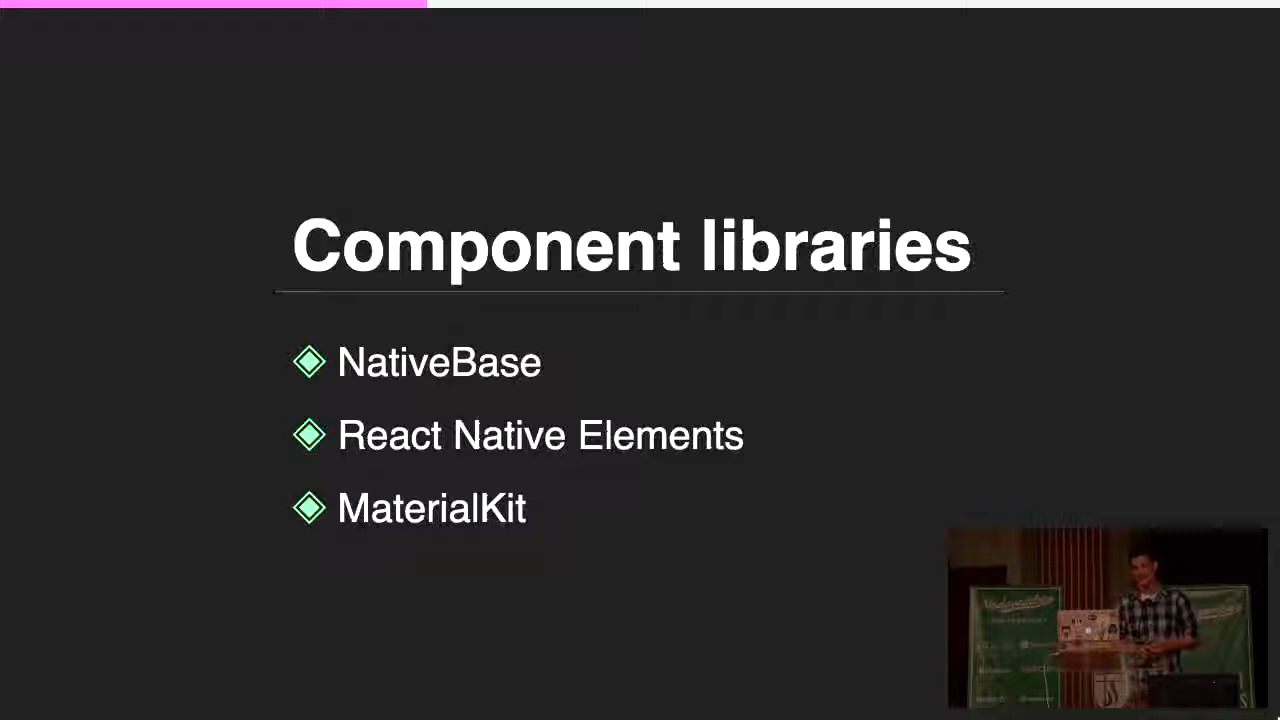 Component libraries
NativeBase
React Native Elements
MaterialKit